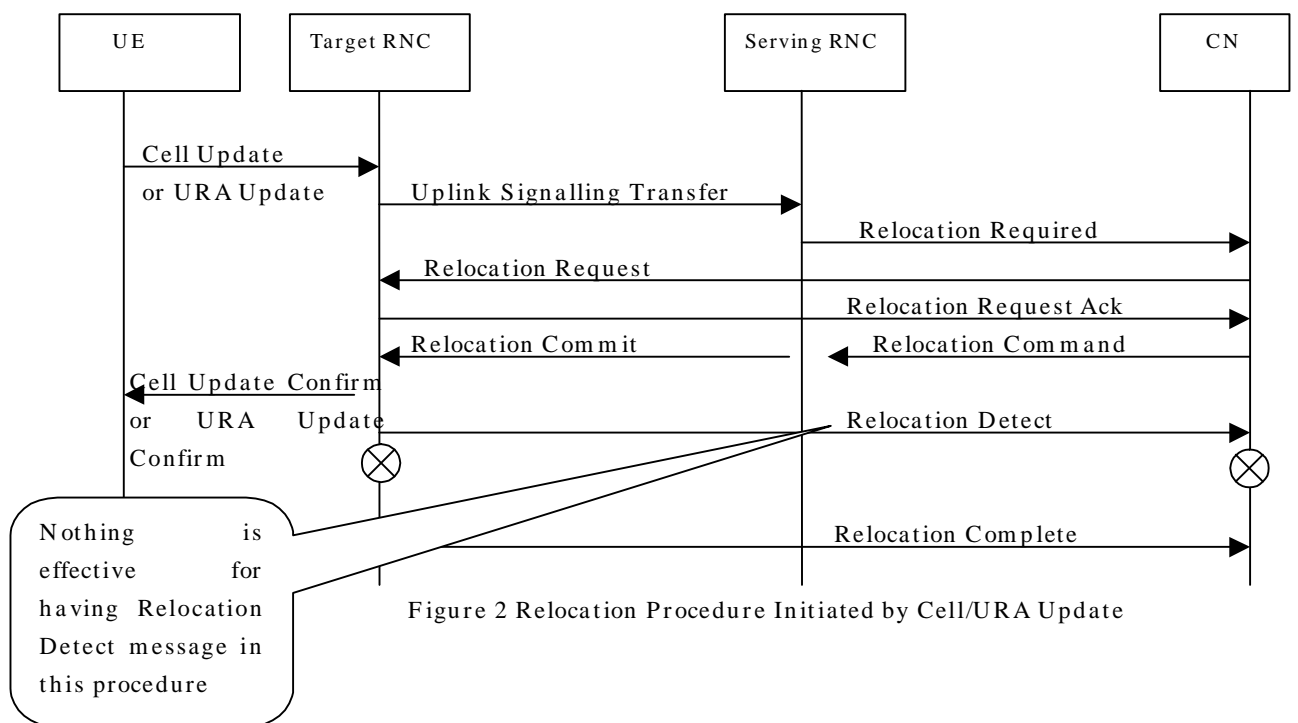 UE
Target RNC
Serving RNC
CN
Cell Update
or URA Update
Uplink Signalling Transfer
Relocation Required
Relocation Request
Relocation Request Ack
Relocation Commit
Relocation Command
Cell Update Confirm
or URA Update
Confirm
Relocation Detect
Nothing is
effective for
having Relocation
Detect message in
this procedure
Relocation Complete
Figure 2 Relocation Procedure Initiated by Cell/URA Update